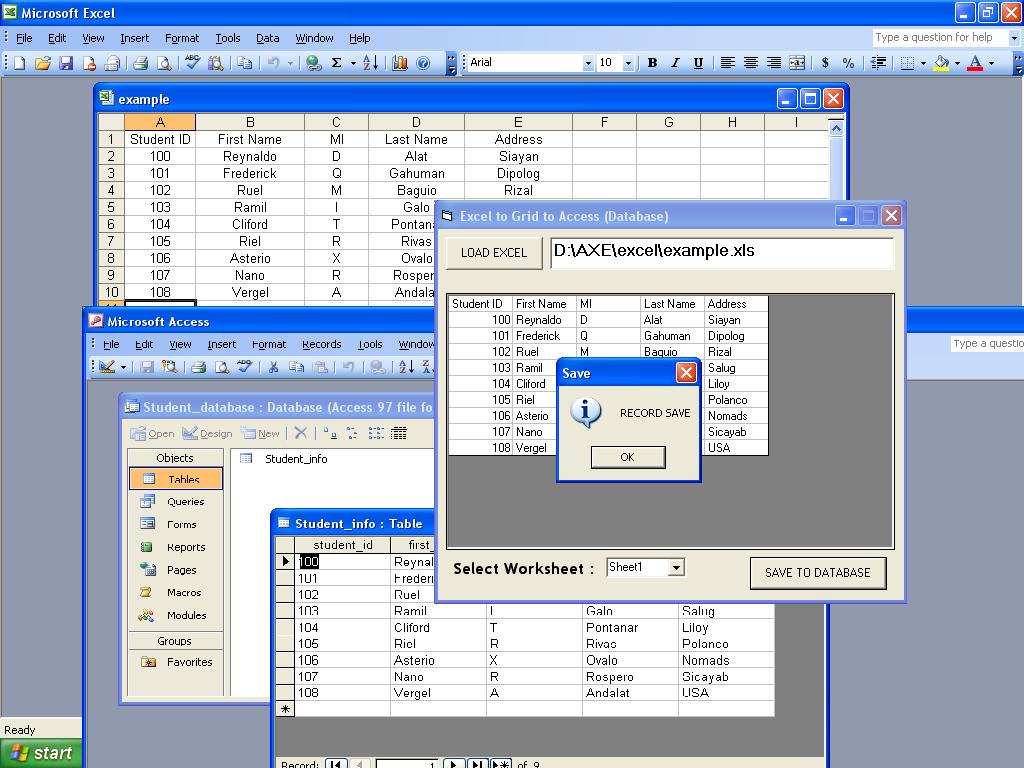 Microsoft Excel
File Edit View Insert Format Tools Data Window Help
Type a question for help
Arial 10 B I U $ %
example
A B C D E F G H I
1 Student ID First Name MI Last Name Address
2 100 Reynaldo D Alat Siayan
3 101 Frederick Q Gahuman Dipolog
4 102 Ruel M Baguio Rizal
5 103 Ramil I Galo
6 104 Cliford T Pontana
7 105 Riel R Rivas
8 106 Asterio X Ovalo
9 107 Nano R Rosper
10 108 Vergel A Andala
Excel to Grid to Access (Database)
LOAD EXCEL D:\AXE\excel\example.xls
Student ID First Name MI Last Name Address
100 Reynaldo D Alat Siayan
101 Frederick Q Gahuman Dipolog
102 Ruel M Baguio Rizal
103 Ramil Salug
104 Cliford Liloy
105 Riel Polanco
106 Asterio Nomads
107 Nano Sicayab
108 Vergel USA
Save
RECORD SAVE
OK
Select Worksheet : Sheet1 SAVE TO DATABASE
Microsoft Access
File Edit View Insert Format Records Tools Window
Type a questio
Student_database : Database (Access 97 file fo
Open Design New
Objects
Tables
Queries
Forms
Reports
Pages
Macros
Modules
Groups
Favorites
Student_info
Student_info : Table
student_id first_
100 Reynal
101 Frederi
102 Ruel
103 Ramil I Galo Salug
104 Cliford T Pontanar Liloy
105 Riel R Rivas Polanco
106 Asterio X Ovalo Nomads
107 Nano R Rospero Sicayab
108 Vergel A Andalat USA
Record: 1 of 9
Ready
start